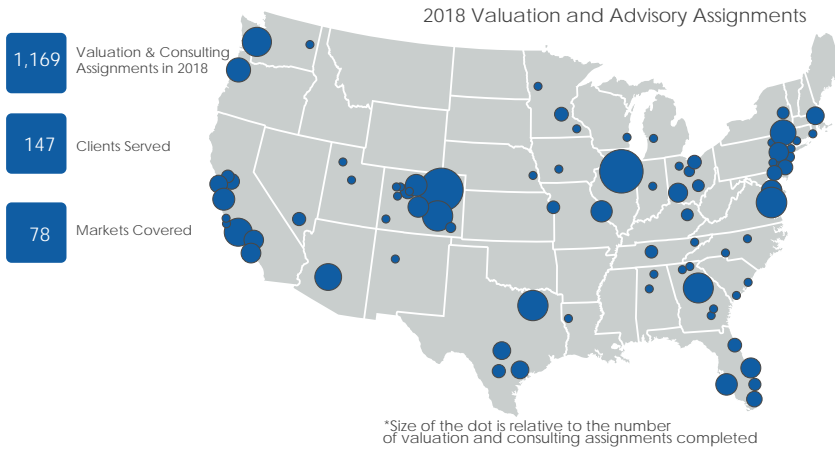 2018 Valuation and Advisory Assignments
1,169
Valuation & Consulting
Assignments in 2018
147
Clients Served
78
Markets Covered
*Size of the dot is relative to the number
of valuation and consulting assignments completed